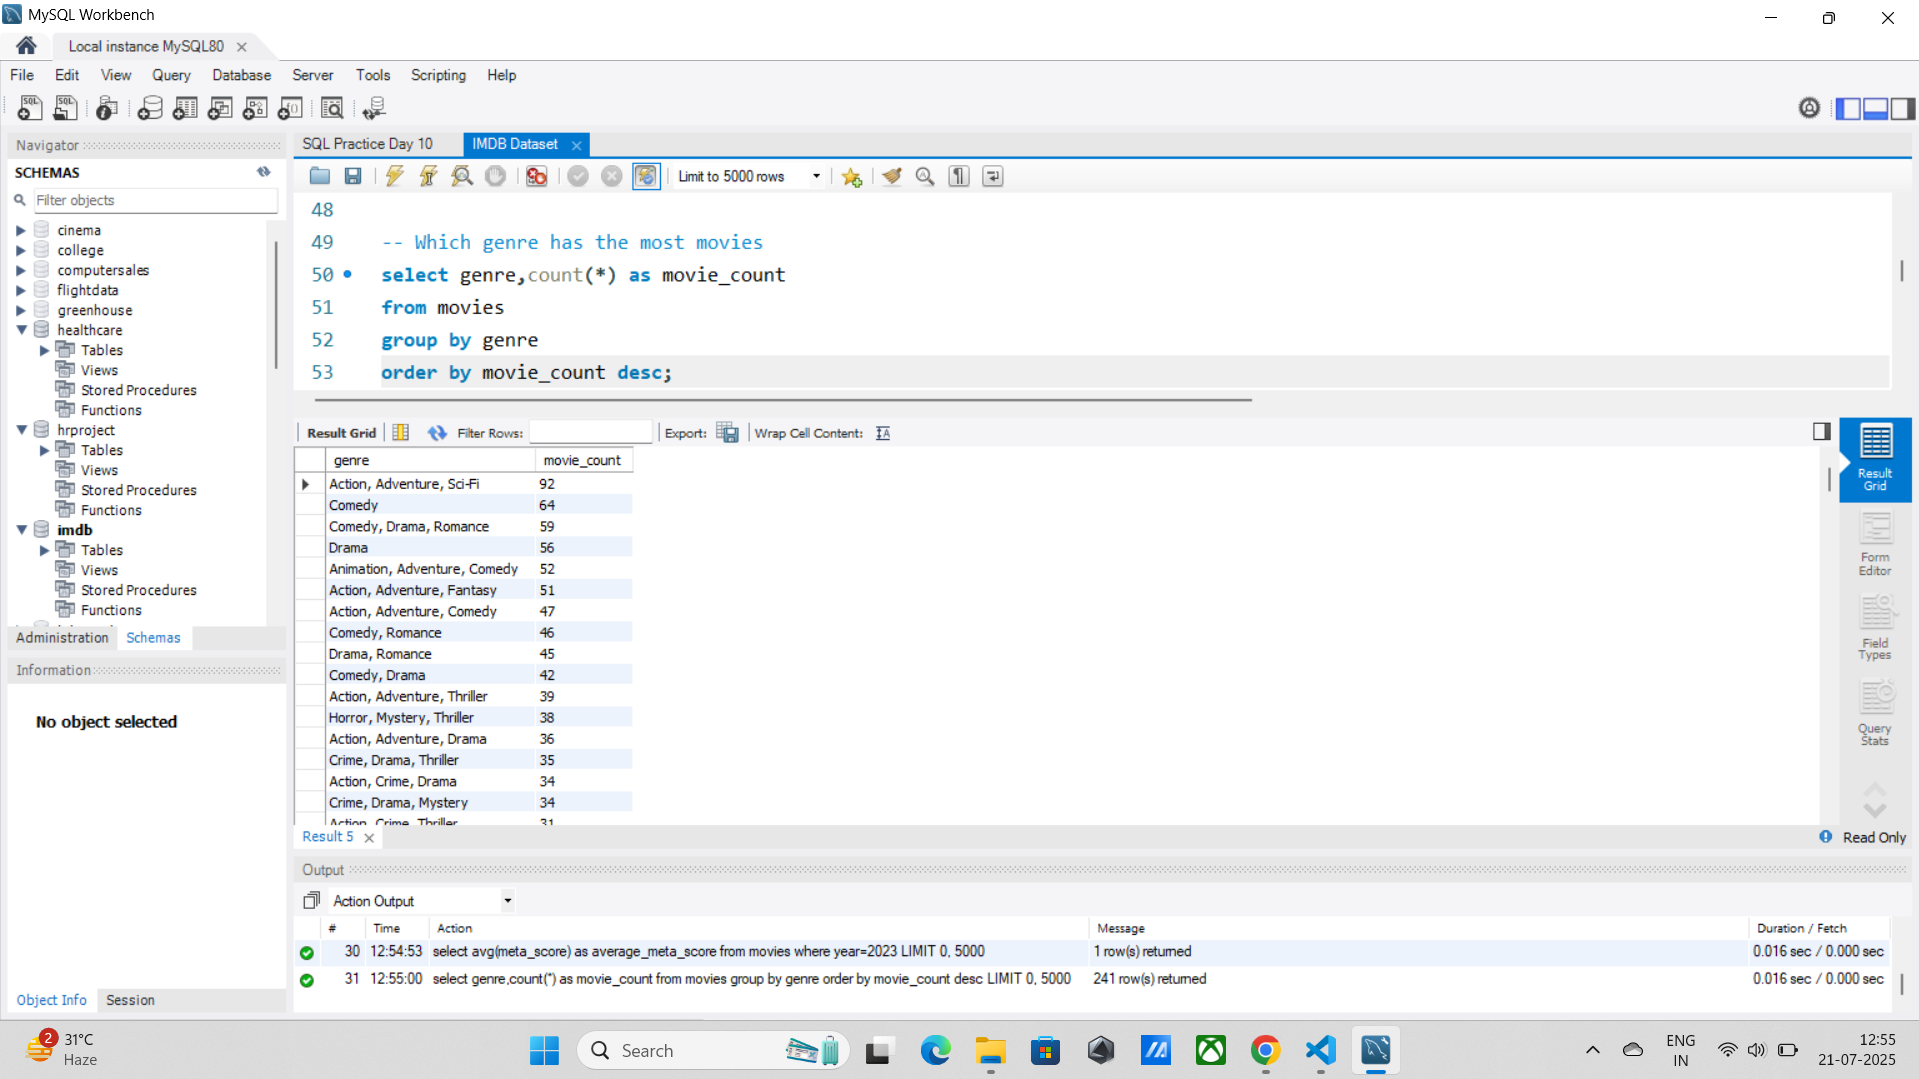 MySQL Workbench
Local instance MySQL80
File Edit View Query Database Server Tools Scripting Help
Navigator
SCHEMAS
Filter objects
cinema
college
computersales
flightdata
greenhouse
healthcare
Tables
Views
Stored Procedures
Functions
hrproject
Tables
Views
Stored Procedures
Functions
imdb
Tables
Views
Stored Procedures
Functions
Administration Schemas
Information
No object selected
Object Info Session
SQL Practice Day 10 IMDB Dataset
Limit to 5000 rows
48
49 -- Which genre has the most movies
50 select genre,count(*) as movie_count
51 from movies
52 group by genre
53 order by movie_count desc;
Result Grid Filter Rows: Export: Wrap Cell Content:
genre movie_count
Action, Adventure, Sci-Fi 92
Comedy 64
Comedy, Drama, Romance 59
Drama 56
Animation, Adventure, Comedy 52
Action, Adventure, Fantasy 51
Action, Adventure, Comedy 47
Comedy, Romance 46
Drama, Romance 45
Comedy, Drama 42
Action, Adventure, Thriller 39
Horror, Mystery, Thriller 38
Action, Adventure, Drama 36
Crime, Drama, Thriller 35
Action, Crime, Drama 34
Crime, Drama, Mystery 34
Action, Crime, Thriller 31
Result Grid
Form Editor
Field Types
Query Stats
Result 5
Read Only
Output
Action Output
# Time Action Message Duration / Fetch
30 12:54:53 select avg(meta_score) as average_meta_score from movies where year=2023 LIMIT 0, 5000 1 row(s) returned 0.016 sec / 0.000 sec
31 12:55:00 select genre,count(*) as movie_count from movies group by genre order by movie_count desc LIMIT 0, 5000 241 row(s) returned 0.016 sec / 0.000 sec
2
31°C
Haze
Search
ENG
IN
12:55
21-07-2025